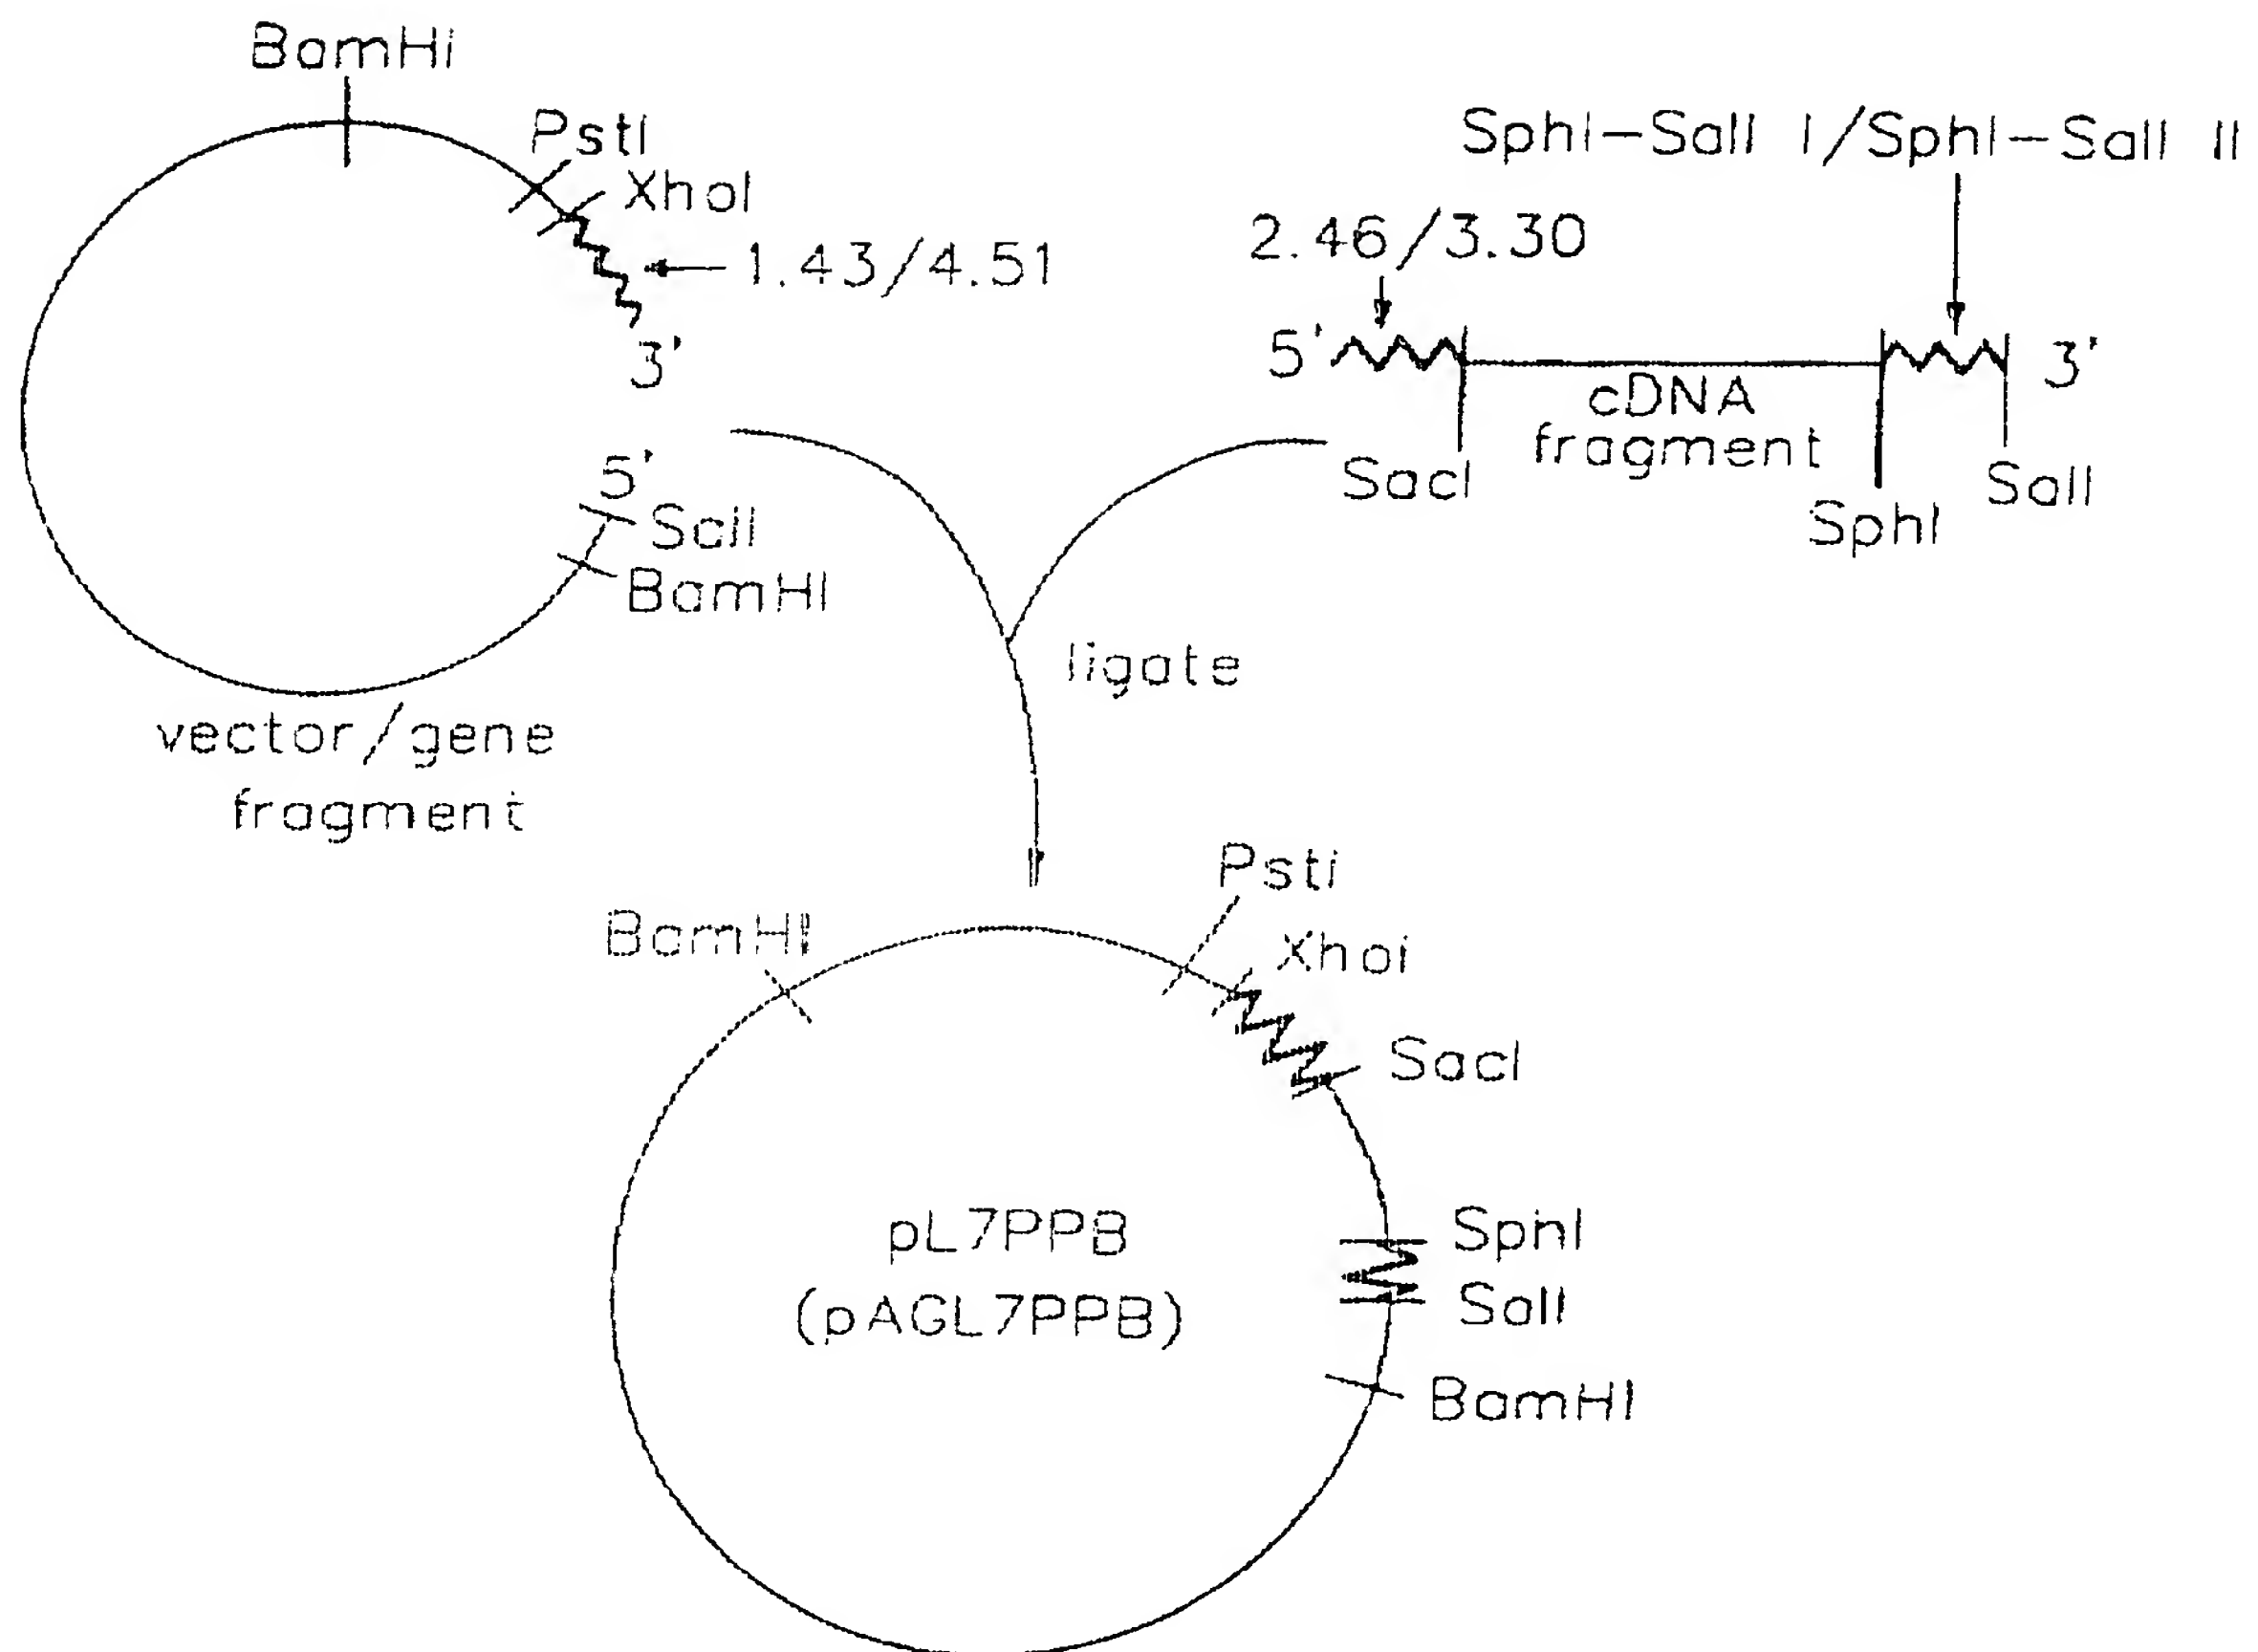 BamHi
PstI
XhoI
1.43/4.51
3'
5'
SalI
BamHI
vector/gene
fragment
SphI-SalI I/SphI-SalI II
2.46/3.30
5'
3'
cDNA
fragment
SacI
SphI
SalI
ligate
BamHI
Psti
Xhoi
SacI
pL7PPB
(pAGL7PPB)
SphI
SalI
BamHI